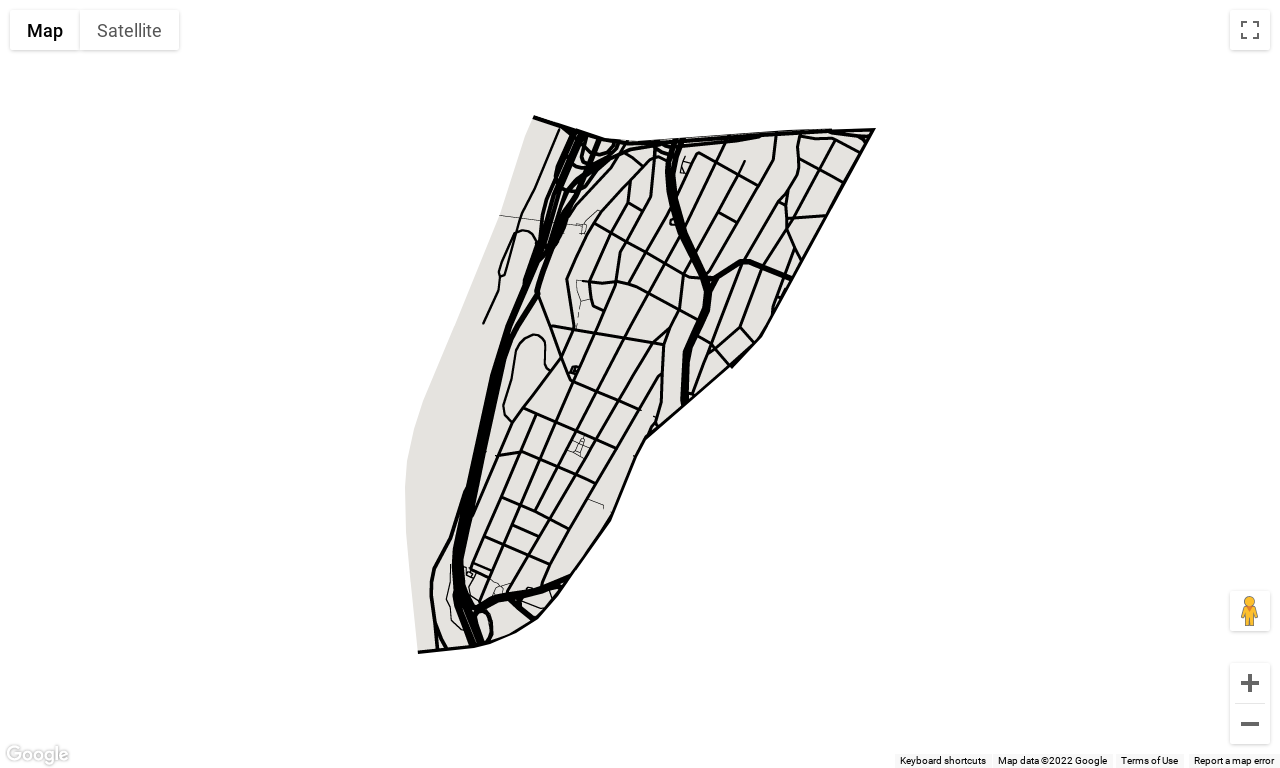 Map
Satellite
Google
Keyboard shortcuts
Map data ©2022 Google
Terms of Use
Report a map error